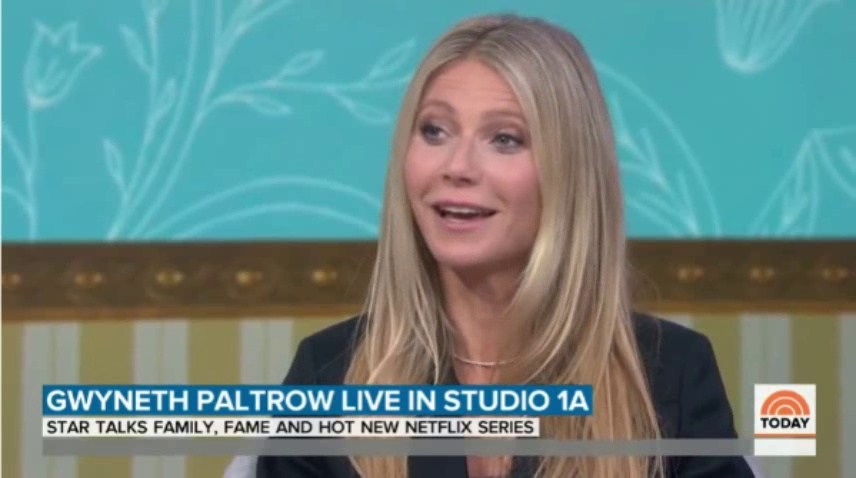 GWYNETH PALTROW LIVE IN STUDIO 1A
STAR TALKS FAMILY, FAME AND HOT NEW NETFLIX SERIES
TODAY